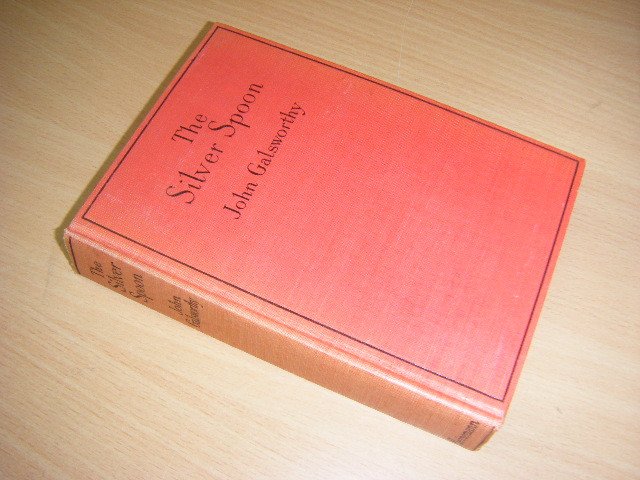 The
Silver Spoon
John Galsworthy
The
Silver
Spoon
John
Galsworthy